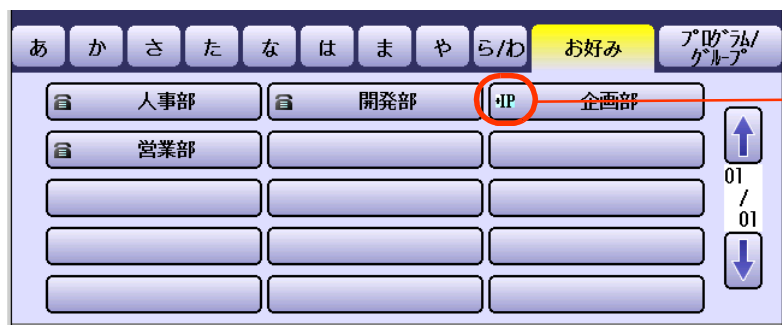 あ か さ た な は ま や ら/わ お好み プログラム/
グループ
人事部 開発部 IP 企画部
営業部
01
/
01